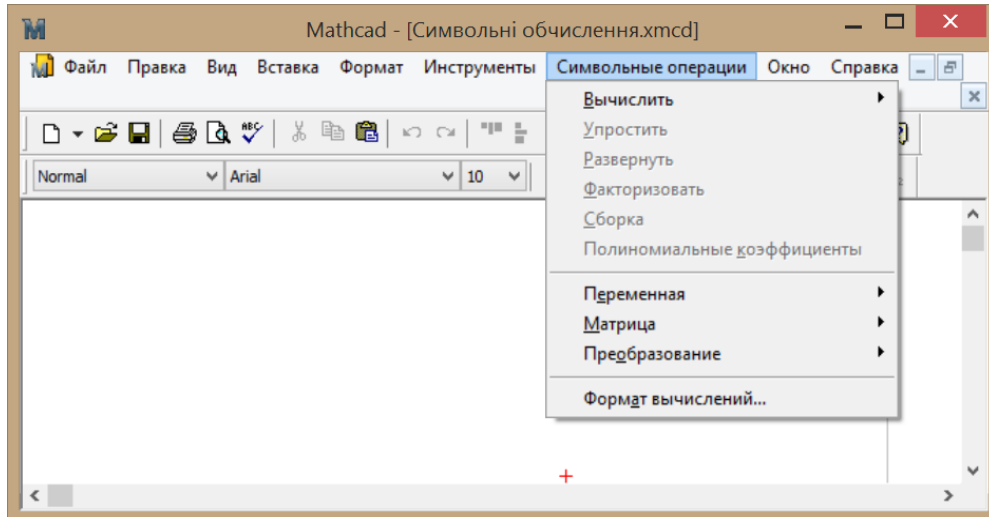 Mathcad - [Символьні обчислення.xmcd]
Файл Правка Вид Вставка Формат Инструменты Символьные операции Окно Справка
Вычислить
Упростить
Развернуть
Факторизовать
Сборка
Полиномиальные коэффициенты
Переменная
Матрица
Преобразование
Формат вычислений...
ABC
Normal Arial 10